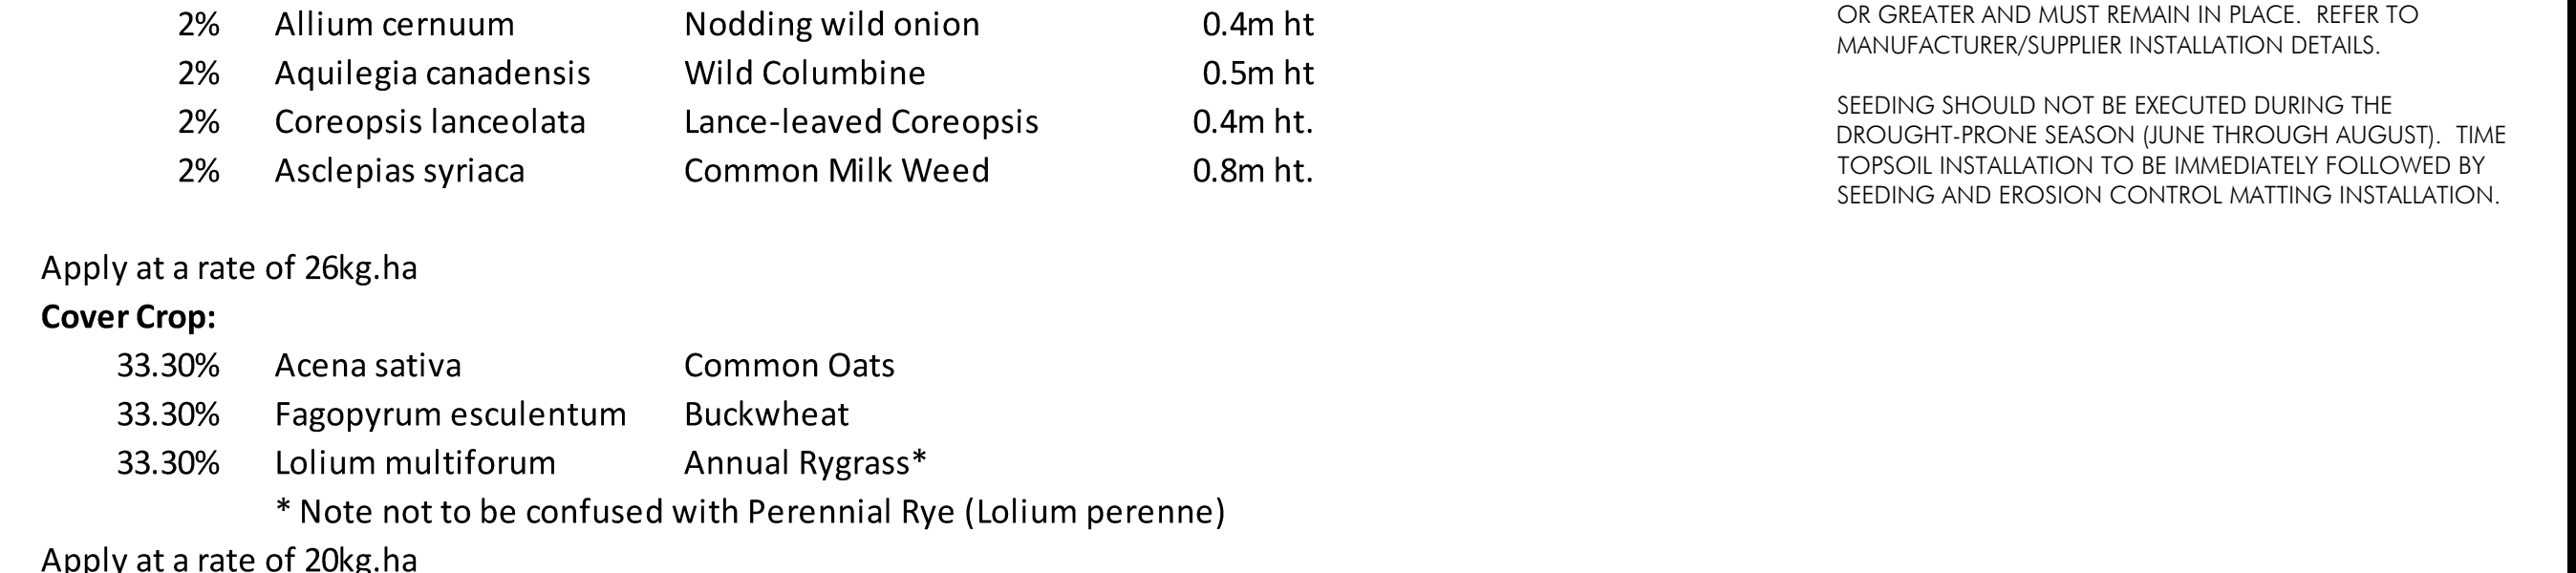 2% Allium cernuum Nodding wild onion 0.4m ht
2% Aquilegia canadensis Wild Columbine 0.5m ht
2% Coreopsis lanceolata Lance-leaved Coreopsis 0.4m ht.
2% Asclepias syriaca Common Milk Weed 0.8m ht.
Apply at a rate of 26kg.ha
Cover Crop:
33.30% Acena sativa Common Oats
33.30% Fagopyrum esculentum Buckwheat
33.30% Lolium multiforum Annual Rygrass*
* Note not to be confused with Perennial Rye (Lolium perenne)
Apply at a rate of 20kg.ha
OR GREATER AND MUST REMAIN IN PLACE. REFER TO
MANUFACTURER/SUPPLIER INSTALLATION DETAILS.
SEEDING SHOULD NOT BE EXECUTED DURING THE
DROUGHT-PRONE SEASON (JUNE THROUGH AUGUST). TIME
TOPSOIL INSTALLATION TO BE IMMEDIATELY FOLLOWED BY
SEEDING AND EROSION CONTROL MATTING INSTALLATION.